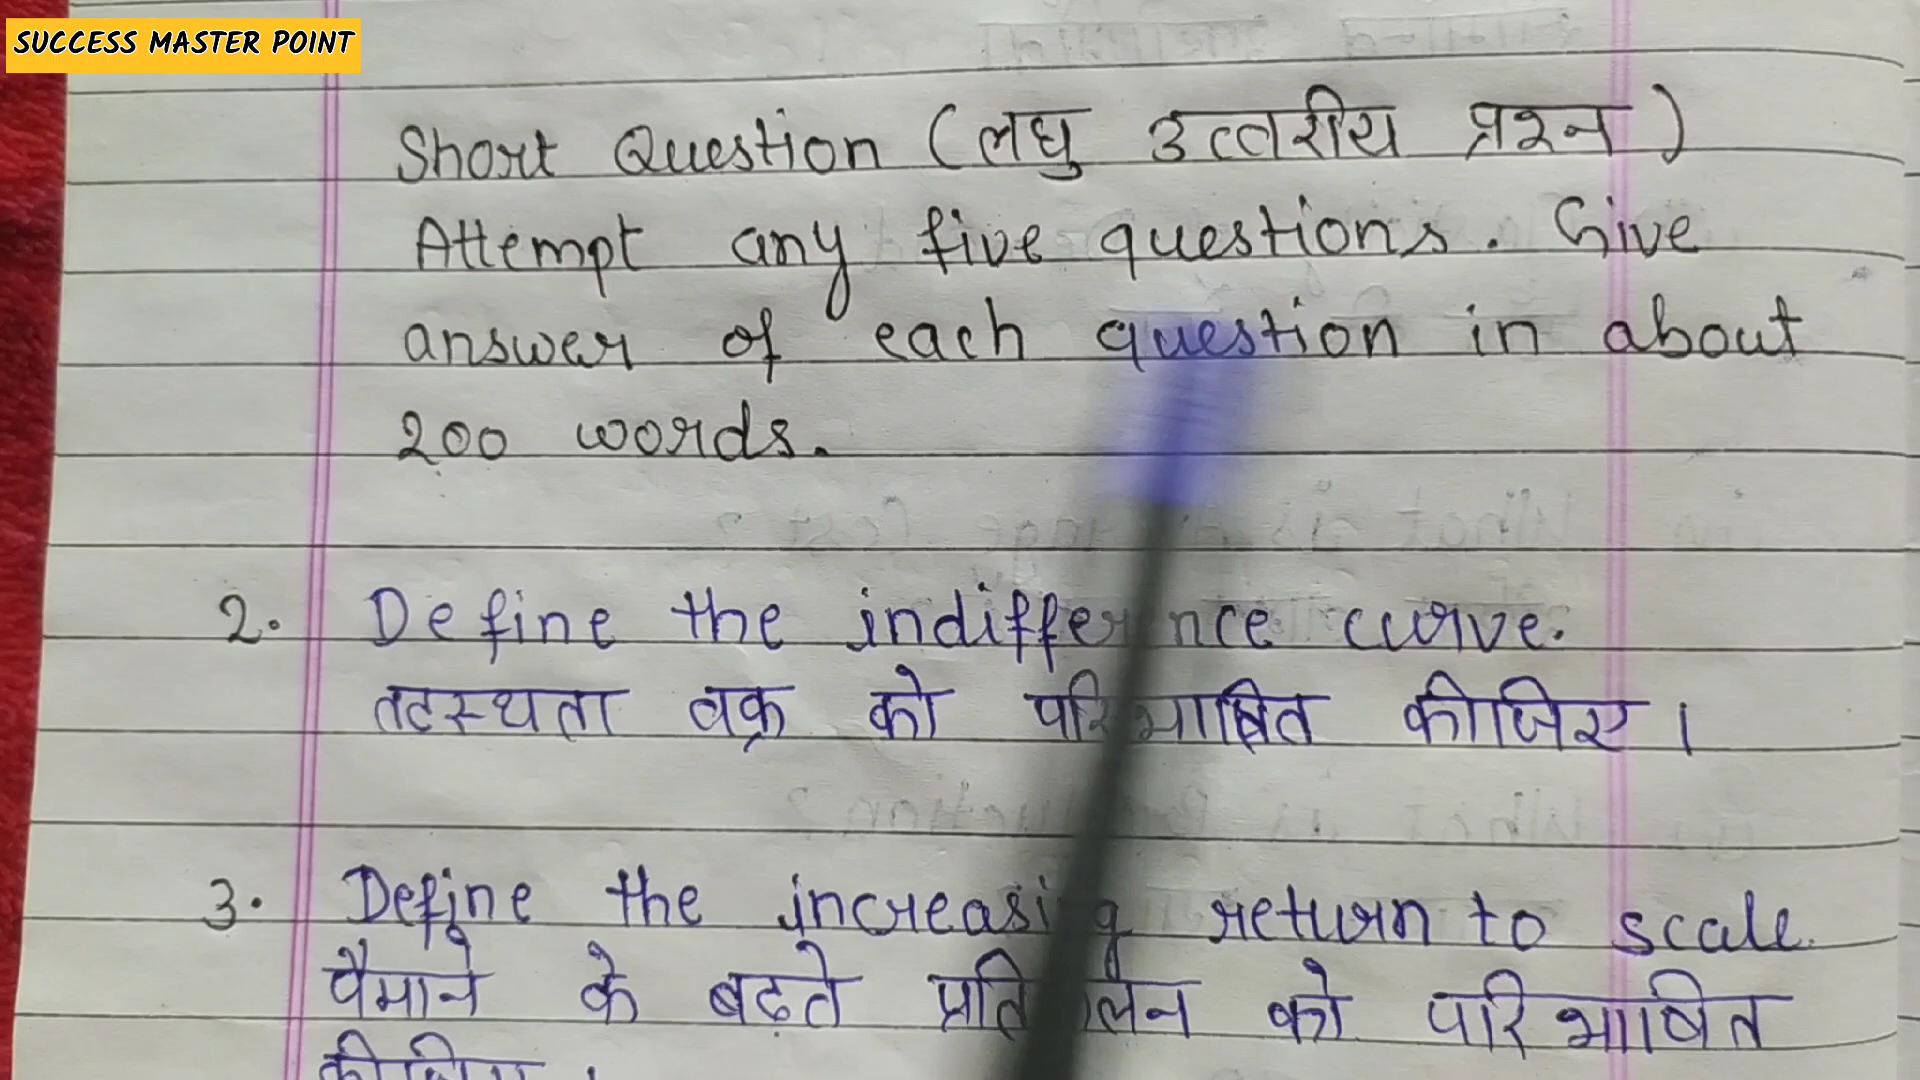 SUCCESS MASTER POINT
Short Question (लघु उत्तरीय प्रश्न)
Attempt any five questions. Give
answer of each question in about
200 words.
2. Define the indifference curve.
तटस्थता वक्र को परिभाषित कीजिए।
3. Define the increasing return to scale.
पैमाने के बढ़ते प्रतिफलन को परिभाषित
कीजिए।